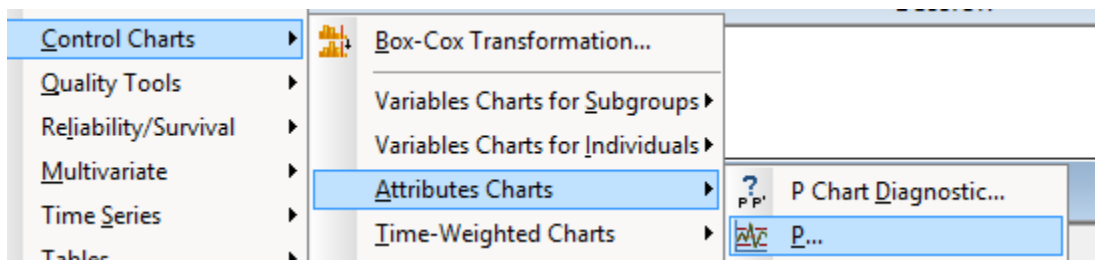 Control Charts
Box-Cox Transformation...
Quality Tools
Variables Charts for Subgroups
Reliability/Survival
Variables Charts for Individuals
Multivariate
Attributes Charts
P Chart Diagnostic...
Time Series
Time-Weighted Charts
P...
Tables